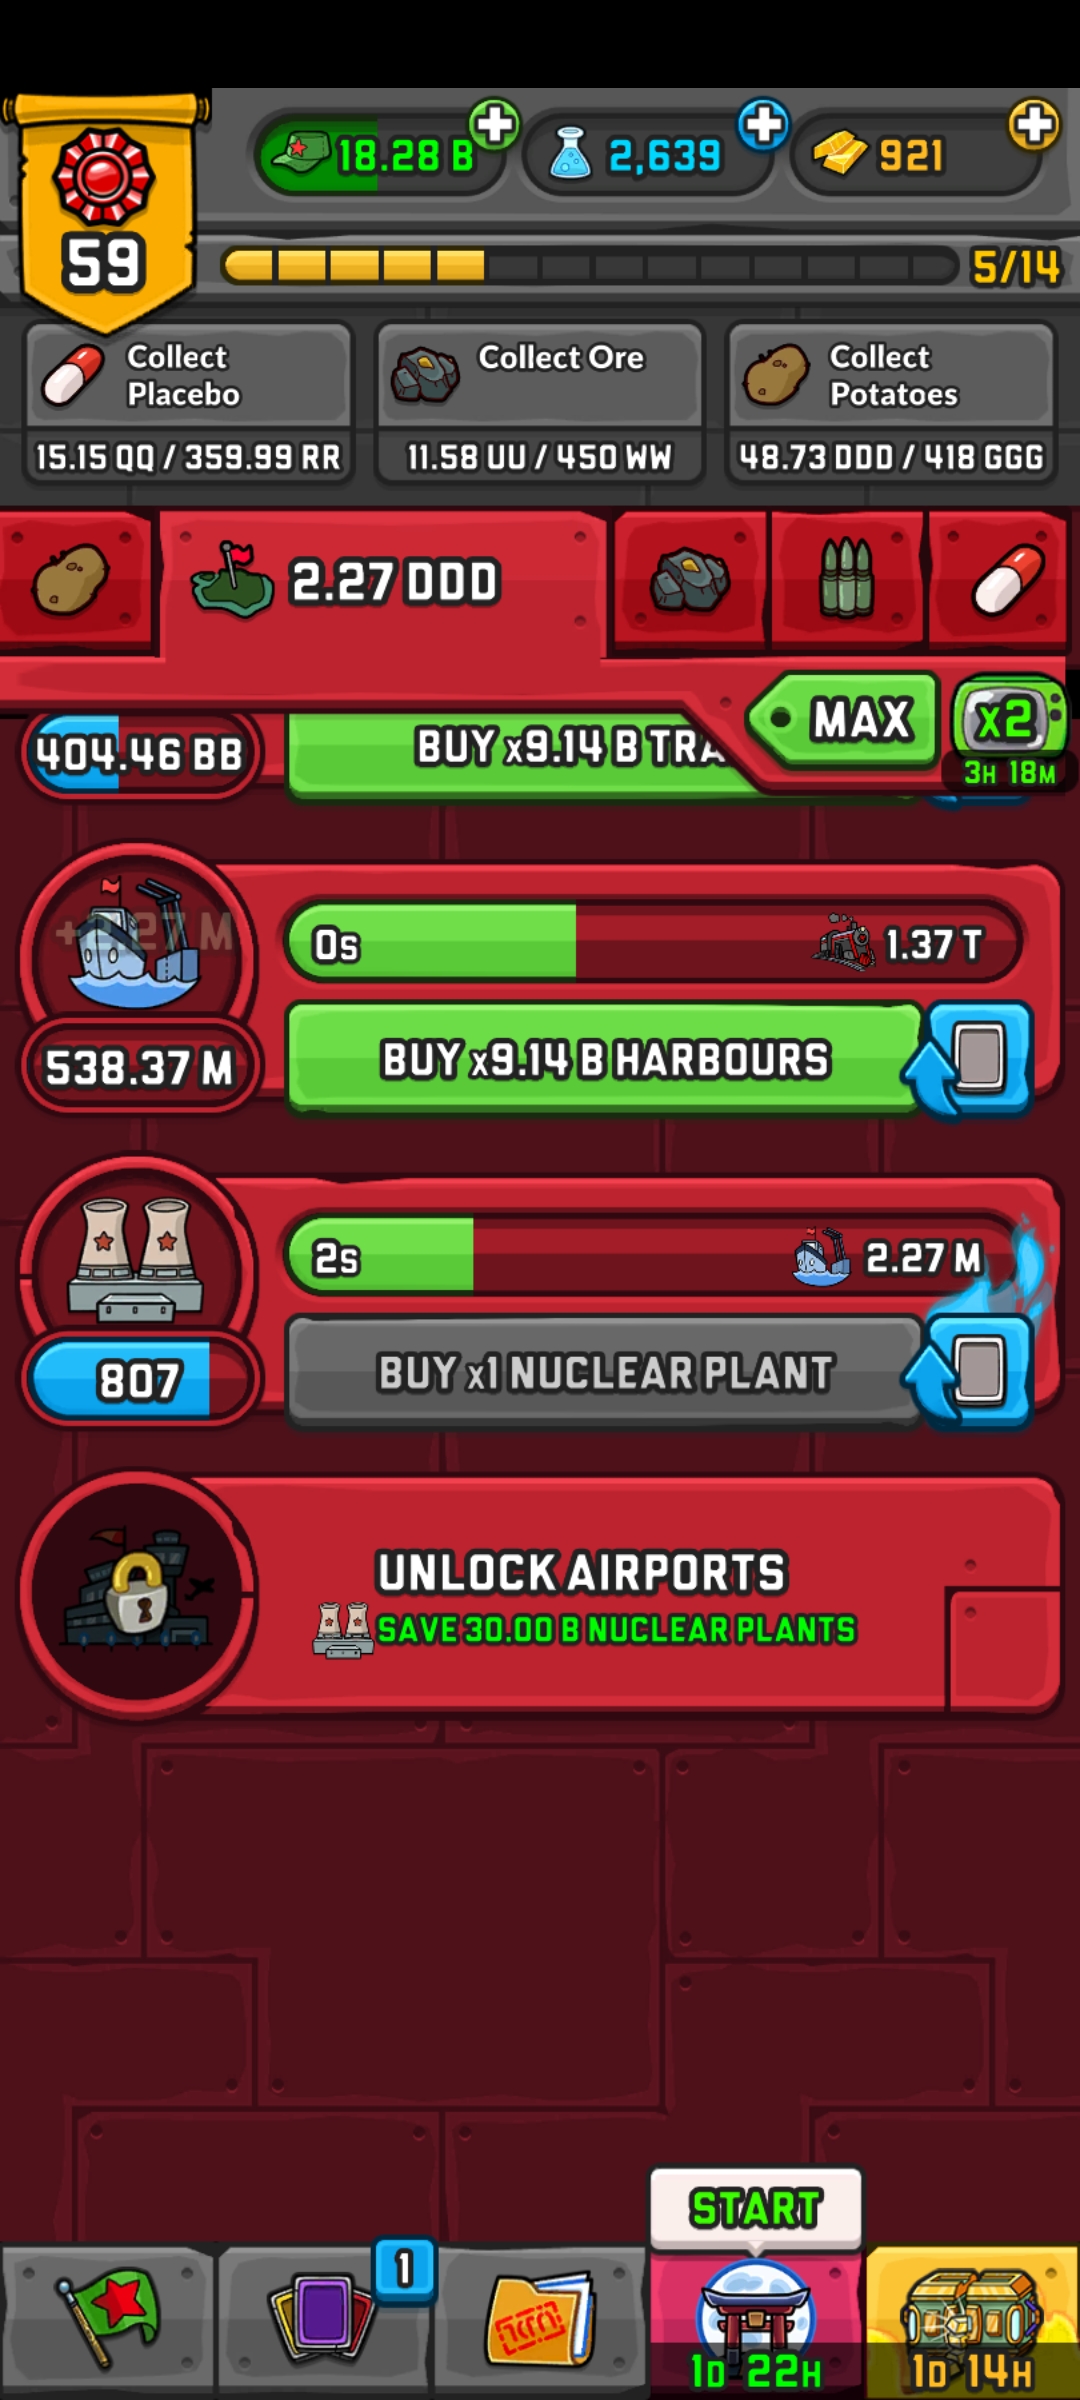 18.28 B
2,639
921
59
5/14
Collect
Placebo
15.15 QQ / 359.99 RR
Collect Ore
11.58 UU / 450 WW
Collect
Potatoes
48.73 DDD / 418 GGG
2.27 DDD
MAX
x2
3H 18M
404.46 BB
BUY x9.14 B TRA
+2.27 M
0s
1.37 T
538.37 M
BUY x9.14 B HARBOURS
2s
2.27 M
807
BUY x1 NUCLEAR PLANT
UNLOCK AIRPORTS
SAVE 30.00 B NUCLEAR PLANTS
START
1
1D 22H
1D 14H